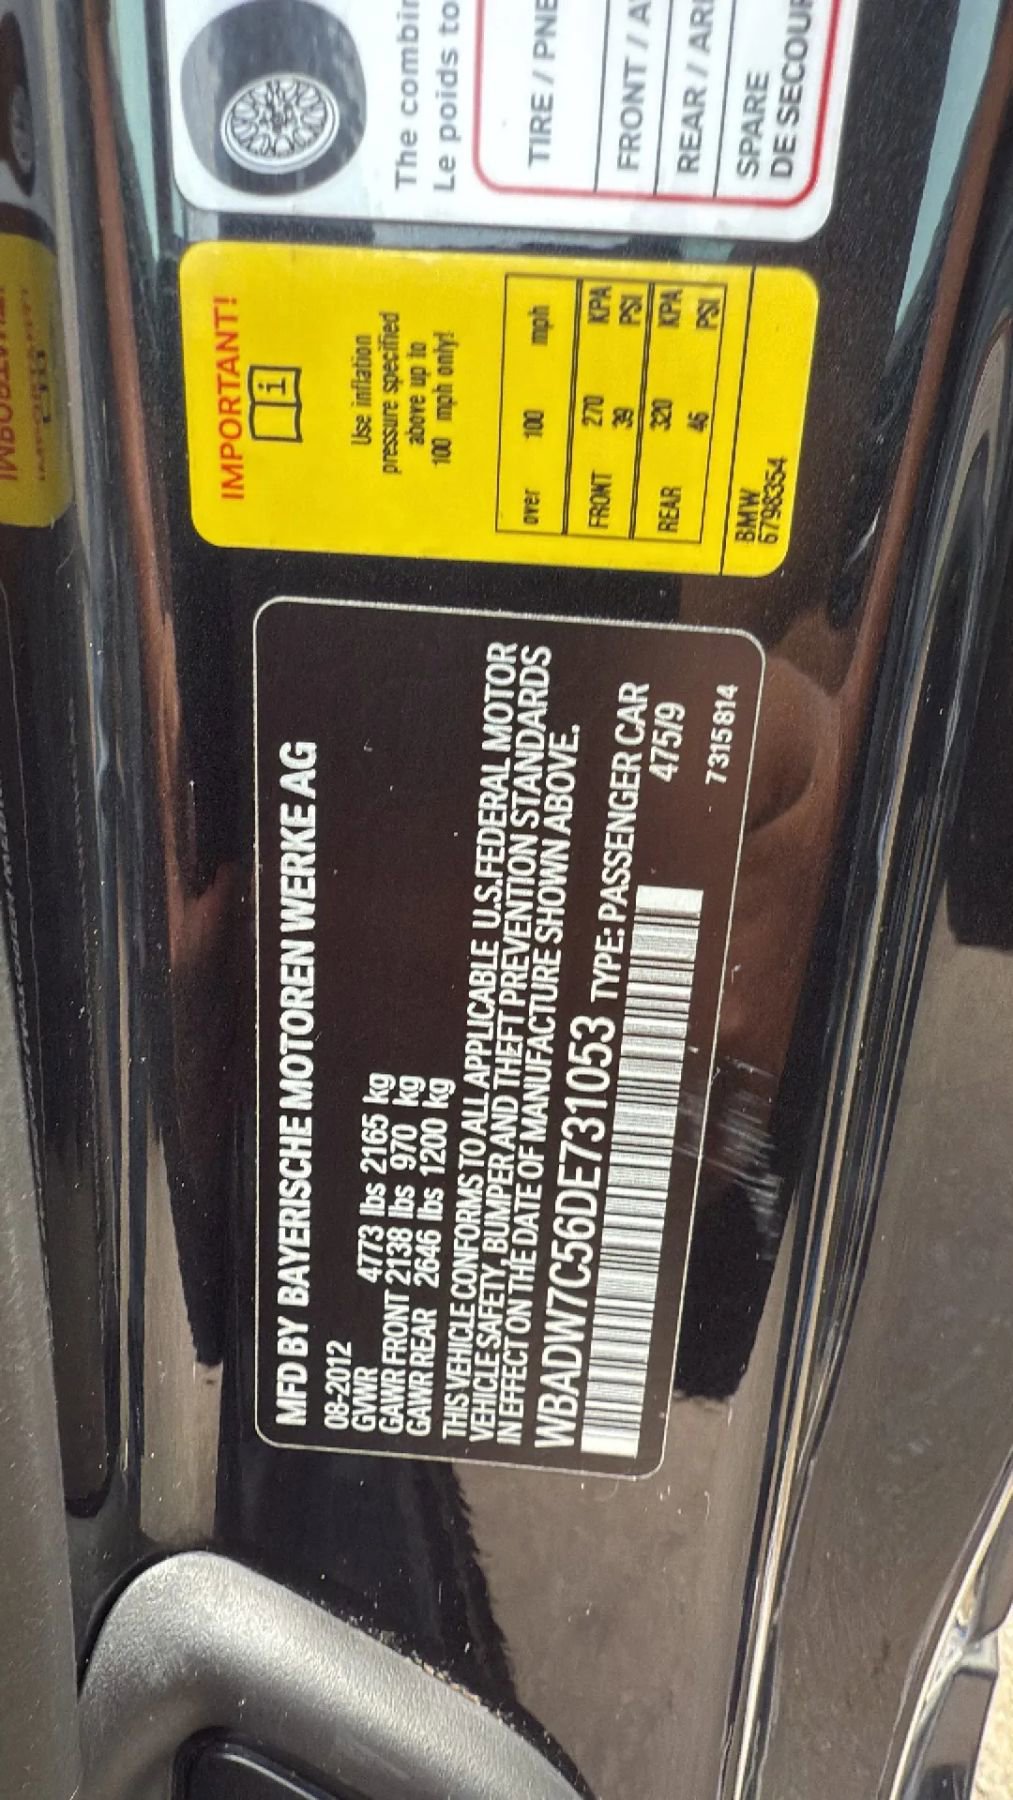 MFD BY BAYERISCHE MOTOREN WERKE AG
08-2012
GVWR 4773 lbs 2165 kg
GAWR FRONT 2138 lbs 970 kg
GAWR REAR 2646 lbs 1200 kg
THIS VEHICLE CONFORMS TO ALL APPLICABLE U.S.FEDERAL MOTOR
VEHICLE SAFETY, BUMPER AND THEFT PREVENTION STANDARDS
IN EFFECT ON THE DATE OF MANUFACTURE SHOWN ABOVE.
WBADW7C56DE731053 TYPE: PASSENGER CAR
475/9
7315814
IMPORTANT!
i
Use inflation
pressure specified
above up to
100 mph only!
over 100 mph
FRONT 270 KPA
39 PSI
REAR 320 KPA
46 PSI
BMW
6798354
The combin
Le poids to
TIRE / PNE
FRONT / A
REAR / AR
SPARE
DE SECOUR